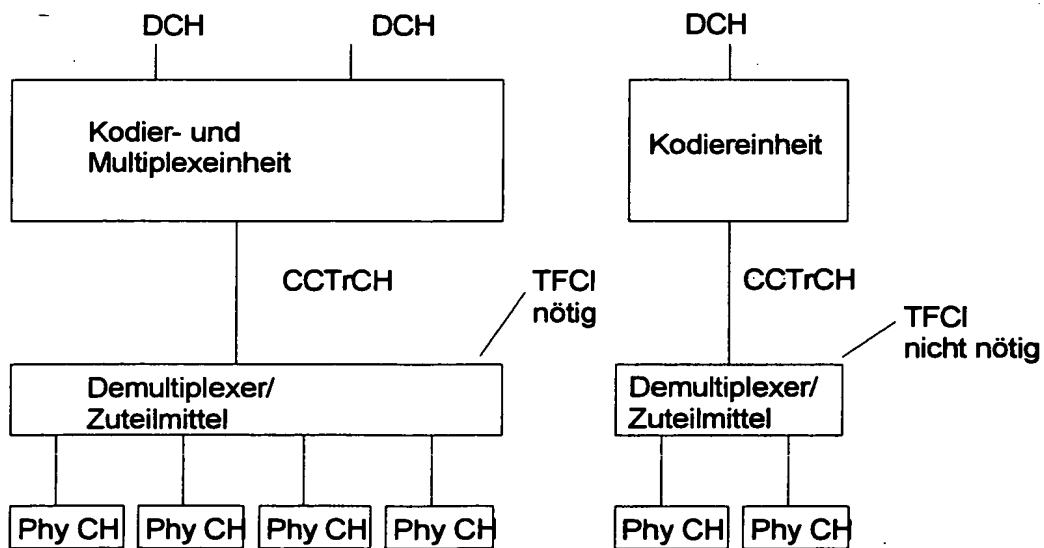 DCH
DCH
DCH
Kodier- und
Multiplexeinheit
Kodiereinheit
CCTrCH
TFCI
nötig
CCTrCH
TFCI
nicht nötig
Demultiplexer/
Zuteilmittel
Demultiplexer/
Zuteilmittel
Phy CH
Phy CH
Phy CH
Phy CH
Phy CH
Phy CH